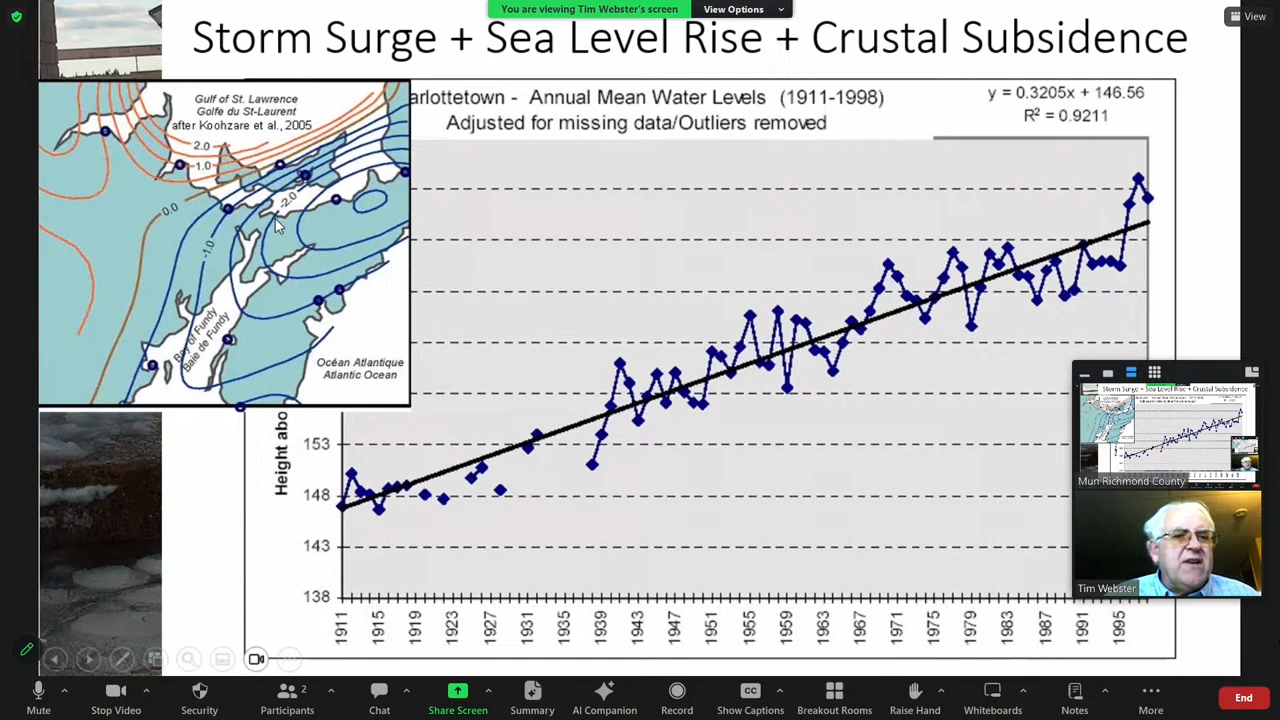 You are viewing Tim Webster's screen
View Options
View
Storm Surge + Sea Level Rise + Crustal Subsidence
Gulf of St. Lawrence
Golfe du St-Laurent
after Koohzare et al., 2005
2.0
1.0
0.0
-1.0
-2.0
Bay of Fundy
Baie de Fundy
Océan Atlantique
Atlantic Ocean
arlottetown - Annual Mean Water Levels (1911-1998)
Adjusted for missing data/Outliers removed
y = 0.3205x + 146.56
R² = 0.9211
Height abo
153
148
143
138
1911 1915 1919 1923 1927 1931 1935 1939 1943 1947 1951 1955 1959 1963 1967 1971 1975 1979 1983 1987 1991 1995
Storm Surge + Sea Level Rise + Crustal Subsidence
Mun Richmond County
Tim Webster
Mute
Stop Video
Security
2
Participants
Chat
Share Screen
Summary
AI Companion
Record
CC
Show Captions
Breakout Rooms
Raise Hand
Whiteboards
Notes
More
End